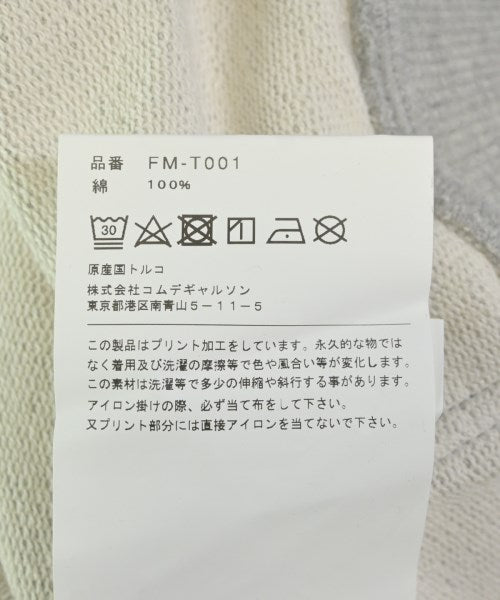 品番 FM-T001
綿 100%
30
原産国トルコ
株式会社コムデギャルソン
東京都港区南青山5-11-5
この製品はプリント加工をしています。永久的な物では
なく着用及び洗濯の摩擦等で色や風合い等が変化します。
この素材は洗濯等で多少の伸縮や斜行する事があります。
アイロン掛けの際、必ず当て布をして下さい。
又プリント部分には直接アイロンを当てないで下さい。